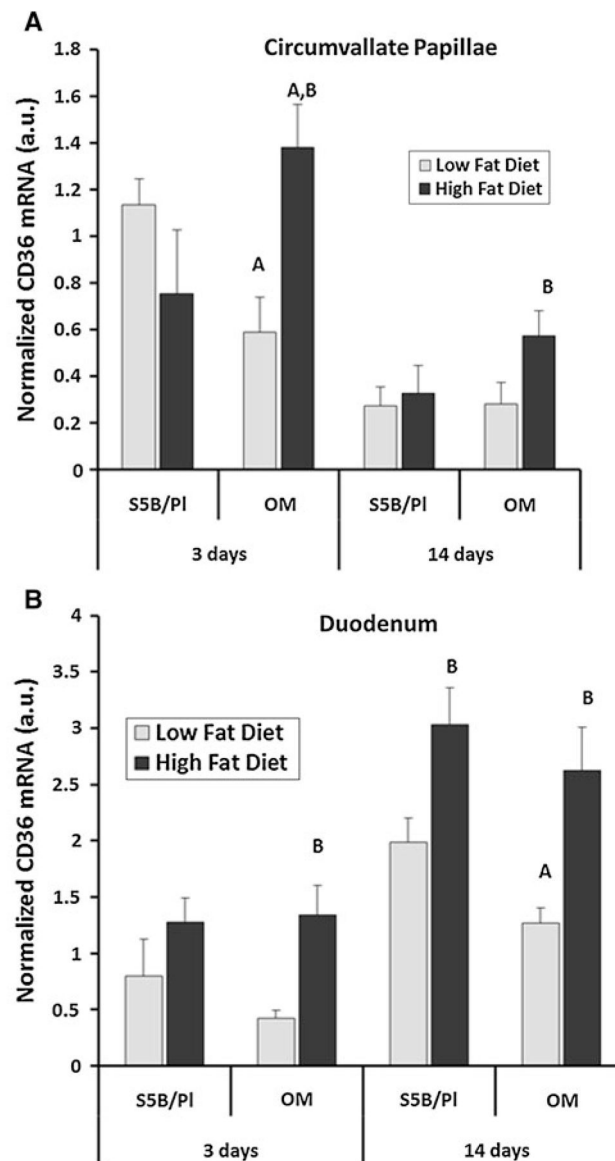 A
Circumvallate Papillae
Normalized CD36 mRNA (a.u.)
1.8
1.6
1.4
1.2
1
0.8
0.6
0.4
0.2
0
A
A,B
B
Low Fat Diet
High Fat Diet
S5B/Pl
OM
S5B/Pl
OM
3 days
14 days
B
Duodenum
Normalized CD36 mRNA (a.u.)
4
3.5
3
2.5
2
1.5
1
0.5
0
Low Fat Diet
High Fat Diet
B
B
A
B
S5B/Pl
OM
S5B/Pl
OM
3 days
14 days